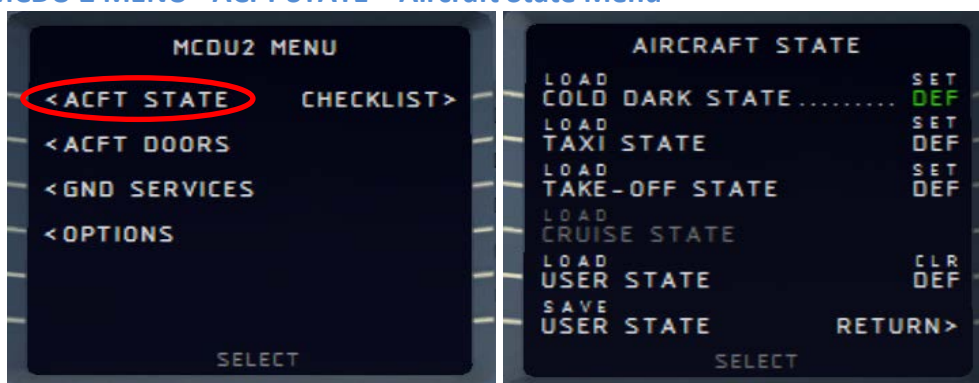 MCDU 2 MENU - ACFT STATE - Aircraft State Menu
MCDU2 MENU
<ACFT STATE CHECKLIST>
<ACFT DOORS
<GND SERVICES
<OPTIONS
SELECT
AIRCRAFT STATE
LOAD SET
COLD DARK STATE......... DEF
LOAD SET
TAXI STATE DEF
LOAD SET
TAKE-OFF STATE DEF
LOAD
CRUISE STATE
LOAD CLR
USER STATE DEF
SAVE
USER STATE RETURN>
SELECT